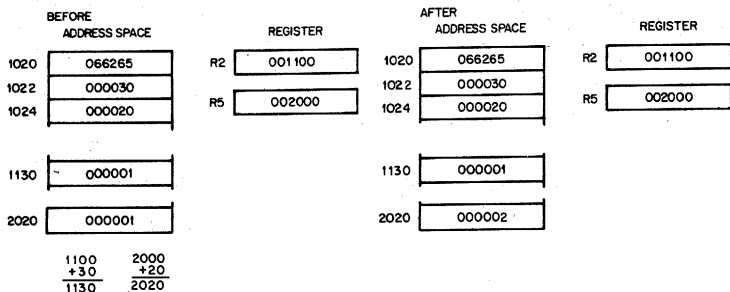 BEFORE
ADDRESS SPACE
REGISTER
1020 066265
1022 000030
1024 000020
R2 001100
R5 002000
1130 000001
2020 000001
1100 2000
+30 +20
1130 2020
AFTER
ADDRESS SPACE
REGISTER
1020 066265
1022 000030
1024 000020
R2 001100
R5 002000
1130 000001
2020 000002